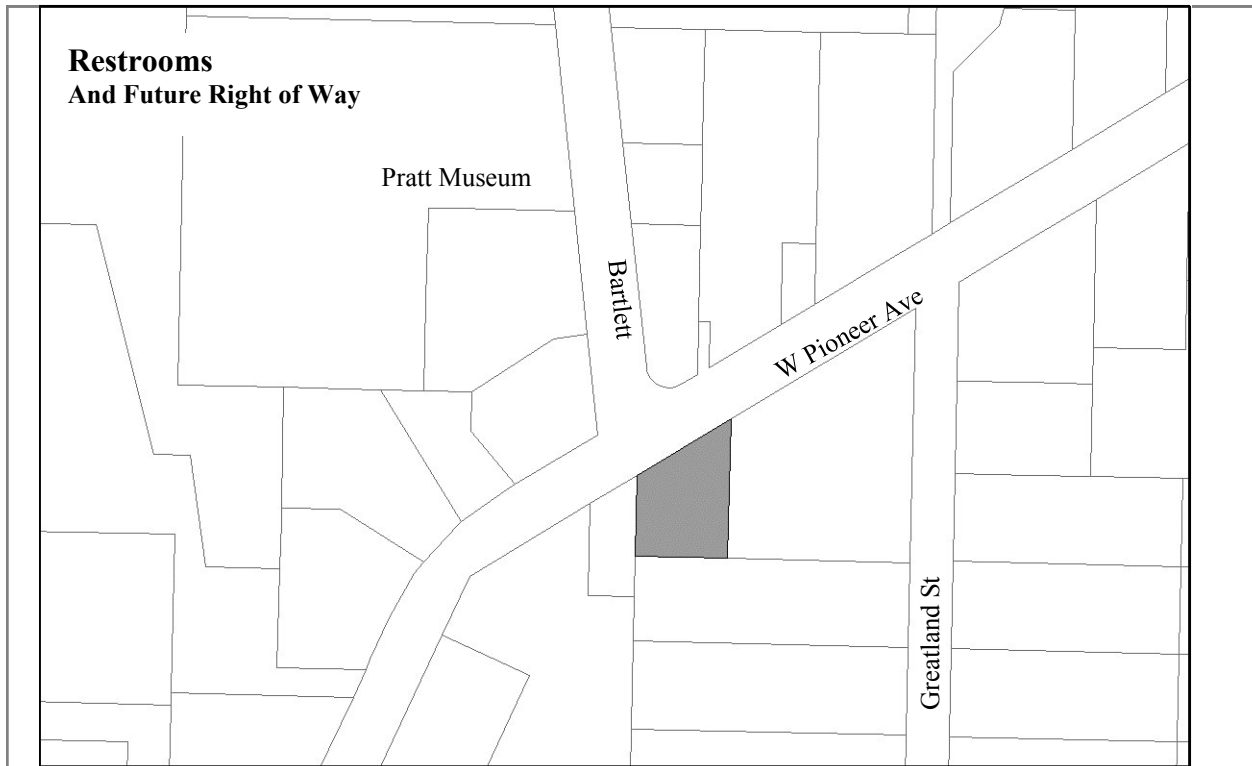 Restrooms
And Future Right of Way
Pratt Museum
Bartlett
W Pioneer Ave
Greatland St